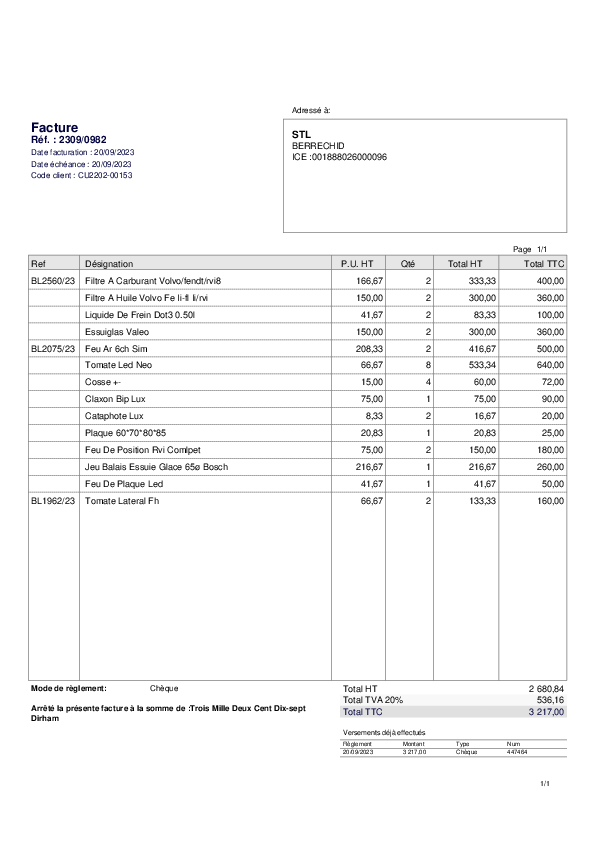 Adressé à:
Facture
Réf. : 2309/0982
Date facturation : 20/09/2023
Date échéance : 20/09/2023
Code client : CU2202-00153
STL
BERRECHID
ICE :001888026000096
Page 1/1
Ref Désignation P.U. HT Qté Total HT Total TTC
BL2560/23 Filtre A Carburant Volvo/fendt/rvi8 166,67 2 333,33 400,00
Filtre A Huile Volvo Fe li-fl li/rvi 150,00 2 300,00 360,00
Liquide De Frein Dot3 0.50l 41,67 2 83,33 100,00
Essuiglas Valeo 150,00 2 300,00 360,00
BL2075/23 Feu Ar 6ch Sim 208,33 2 416,67 500,00
Tomate Led Neo 66,67 8 533,34 640,00
Cosse +- 15,00 4 60,00 72,00
Claxon Bip Lux 75,00 1 75,00 90,00
Cataphote Lux 8,33 2 16,67 20,00
Plaque 60*70*80*85 20,83 1 20,83 25,00
Feu De Position Rvi Comlpet 75,00 2 150,00 180,00
Jeu Balais Essuie Glace 65ø Bosch 216,67 1 216,67 260,00
Feu De Plaque Led 41,67 1 41,67 50,00
BL1962/23 Tomate Lateral Fh 66,67 2 133,33 160,00
Mode de règlement: Chèque
Arrêté la présente facture à la somme de :Trois Mille Deux Cent Dix-sept
Dirham
Total HT 2 680,84
Total TVA 20% 536,16
Total TTC 3 217,00
Versements déjà effectués
Règlement Montant Type Num
20/09/2023 3 217,00 Chèque 447464
1/1